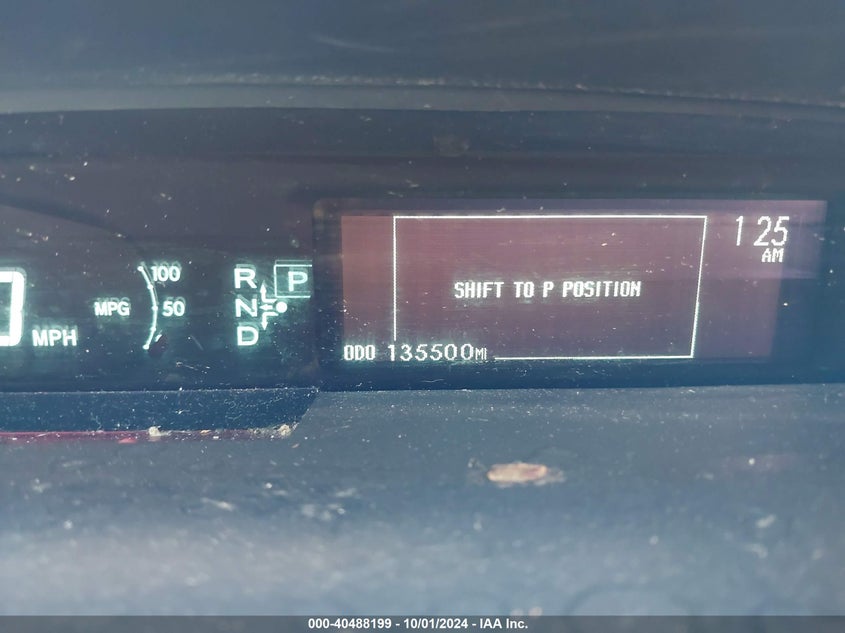 1 25
AM
100
R P
MPG 50
N
SHIFT TO P POSITION
0 MPH
D
ODO 135500MI
000-40488199 - 10/01/2024 - IAA Inc.